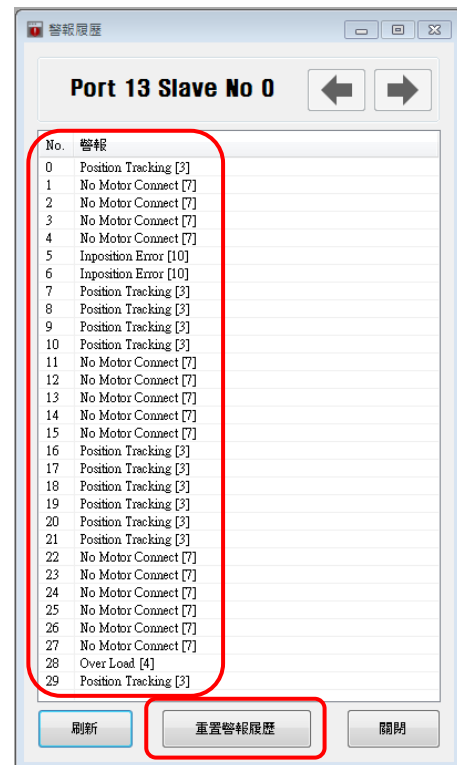 警報履歷
Port 13 Slave No 0
No. 警報
0 Position Tracking [3]
1 No Motor Connect [7]
2 No Motor Connect [7]
3 No Motor Connect [7]
4 No Motor Connect [7]
5 Inposition Error [10]
6 Inposition Error [10]
7 Position Tracking [3]
8 Position Tracking [3]
9 Position Tracking [3]
10 Position Tracking [3]
11 No Motor Connect [7]
12 No Motor Connect [7]
13 No Motor Connect [7]
14 No Motor Connect [7]
15 No Motor Connect [7]
16 Position Tracking [3]
17 Position Tracking [3]
18 Position Tracking [3]
19 Position Tracking [3]
20 Position Tracking [3]
21 Position Tracking [3]
22 No Motor Connect [7]
23 No Motor Connect [7]
24 No Motor Connect [7]
25 No Motor Connect [7]
26 No Motor Connect [7]
27 No Motor Connect [7]
28 Over Load [4]
29 Position Tracking [3]
刷新 重置警報履歷 關閉